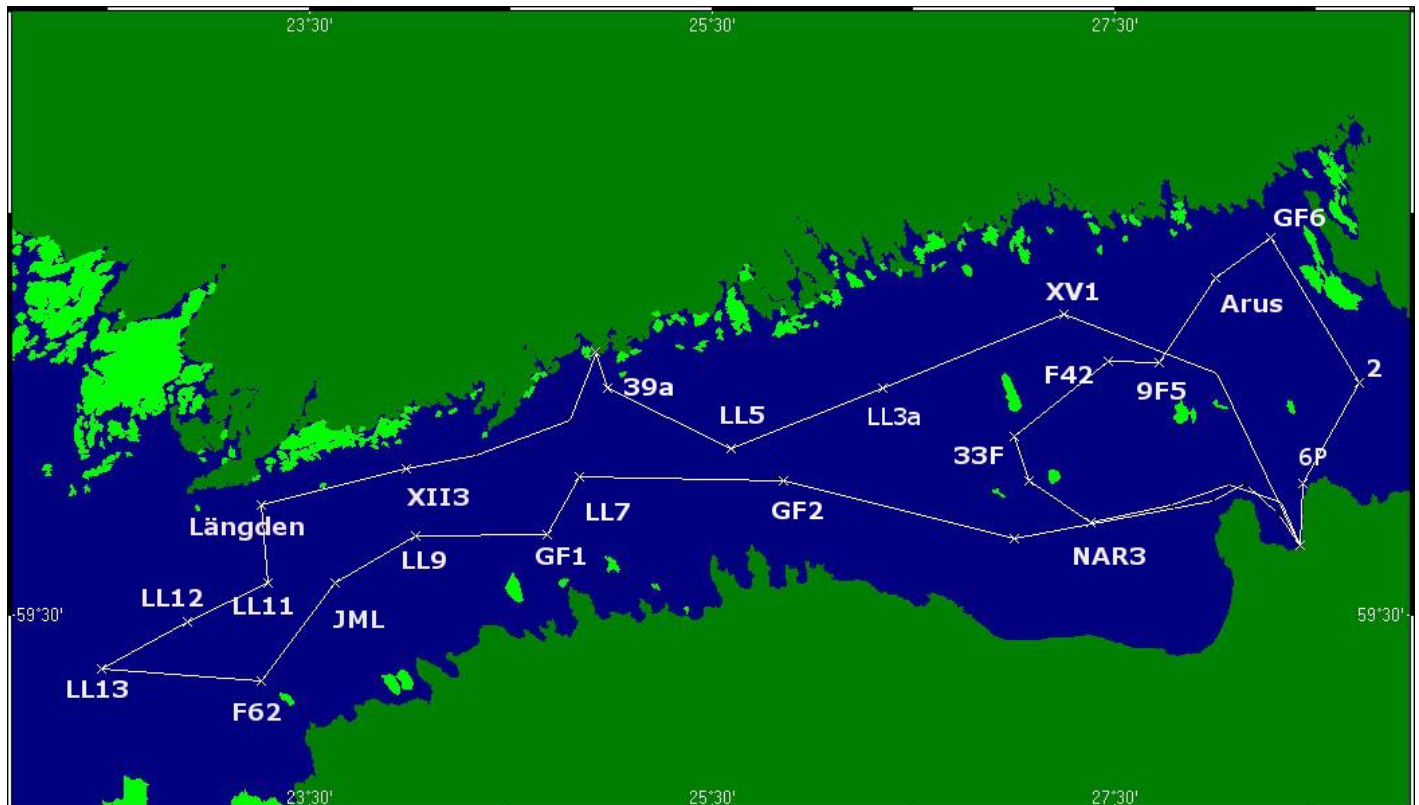 23°30' 25°30' 27°30'
GF6
XV1
Arus
F42
2
39a
9F5
LL5
LL3a
33F
6P
XII3
LL7
GF2
Längden
LL9
GF1
NAR3
LL12
LL11
59°30' 59°30'
JML
LL13
F62
23°30' 25°30' 27°30'